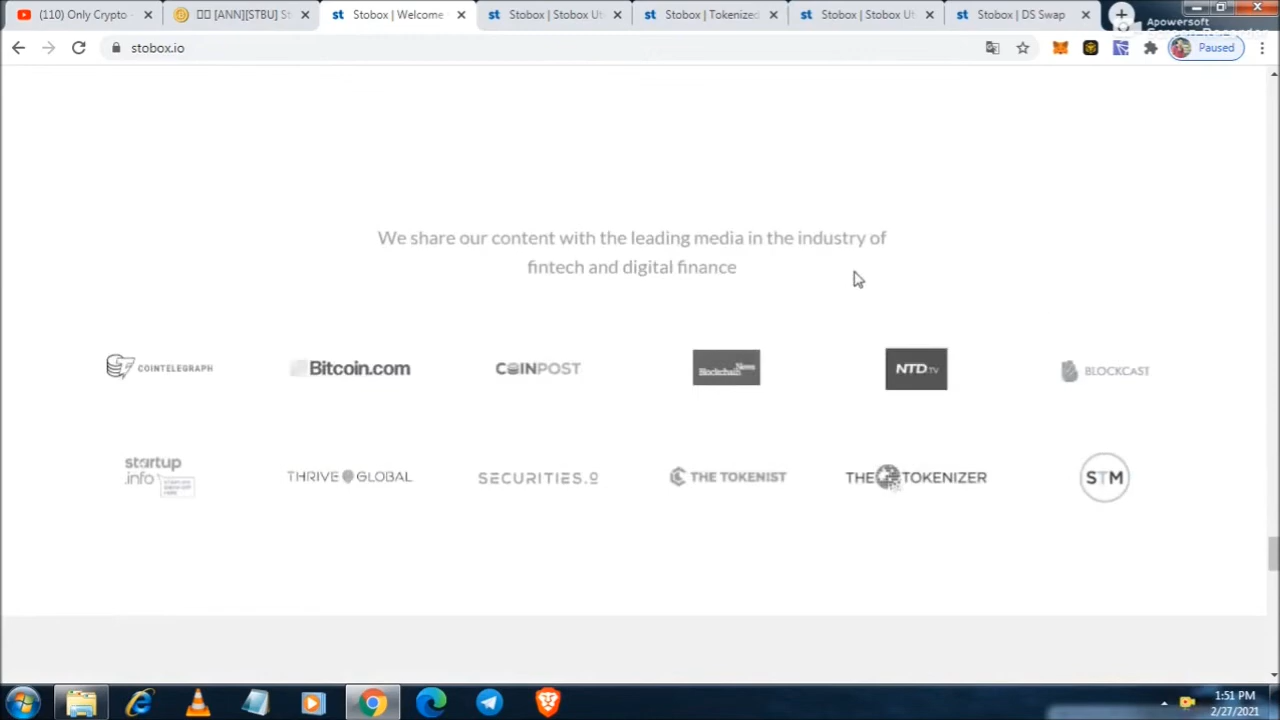 (110) Only Crypto -
[ANN][STBU] St
Stobox | Welcome
Stobox | Stobox Ut
Stobox | Tokenized
Stobox | Stobox Ut
Stobox | DS Swap
Apowersoft
stobox.io
Paused
We share our content with the leading media in the industry of
fintech and digital finance
COINTELEGRAPH
Bitcoin.com
COINPOST
Blockchain News
NTD TV
BLOCKCAST
startup
.info
THRIVE GLOBAL
SECURITIES.IO
THE TOKENIST
THE TOKENIZER
STM
1:51 PM
2/27/2021